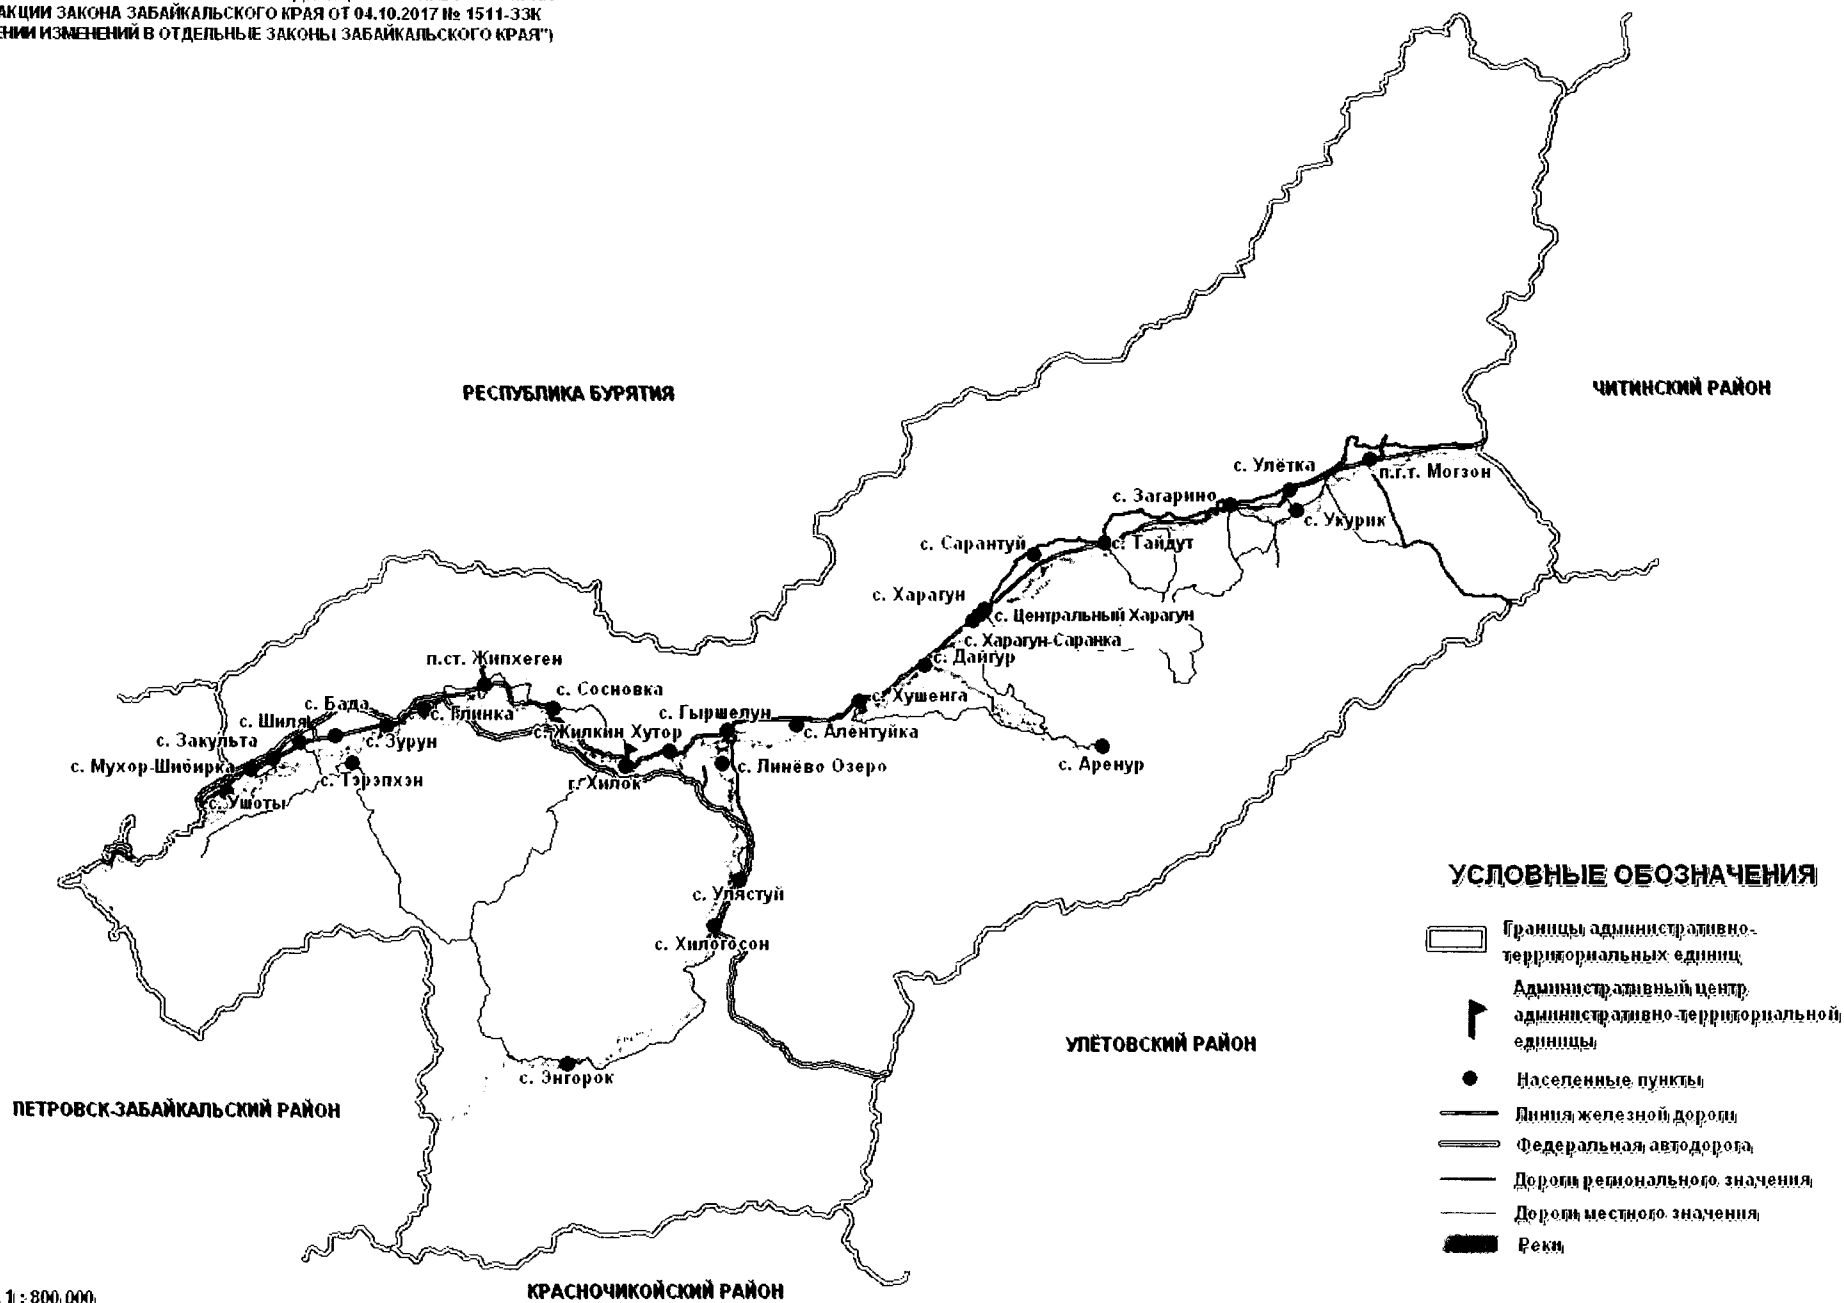 АКЦИИ ЗАКОНА ЗАБАЙКАЛЬСКОГО КРАЯ ОТ 04.10.2017 № 1511-ЗЗК
ЕНИИ ИЗМЕНЕНИЙ В ОТДЕЛЬНЫЕ ЗАКОНЫ ЗАБАЙКАЛЬСКОГО КРАЯ")
РЕСПУБЛИКА БУРЯТИЯ
ЧИТИНСКИЙ РАЙОН
с. Улётка
п.г.т. Могзон
с. Загарино
с. Укурик
с. Сарантуй
с. Тайдут
с. Харагун
с. Центральный Харагун
с. Харагун-Саранка
с. Дайгур
п.ст. Жипхеген
с. Сосновка
с. Хушенга
с. Бада
с. Глинка
с. Гыршелун
с. Шиля
с. Жилкин Хутор
с. Алентуйка
с. Закульта
с. Зурун
с. Мухор-Шибирка
с. Линёво Озеро
с. Аренур
с. Тэрэпхэн
г. Хилок
с. Ушоты
с. Улястуй
с. Хилогосон
с. Энгорок
УЛЁТОВСКИЙ РАЙОН
ПЕТРОВСК-ЗАБАЙКАЛЬСКИЙ РАЙОН
КРАСНОЧИКОЙСКИЙ РАЙОН
УСЛОВНЫЕ ОБОЗНАЧЕНИЯ
Границы административно-
территориальных единиц
Административный центр
административно-территориальной
единицы
Населенные пункты
Линия железной дороги
Федеральная автодорога
Дороги регионального значения
Дороги местного значения
Реки
1 : 800 000